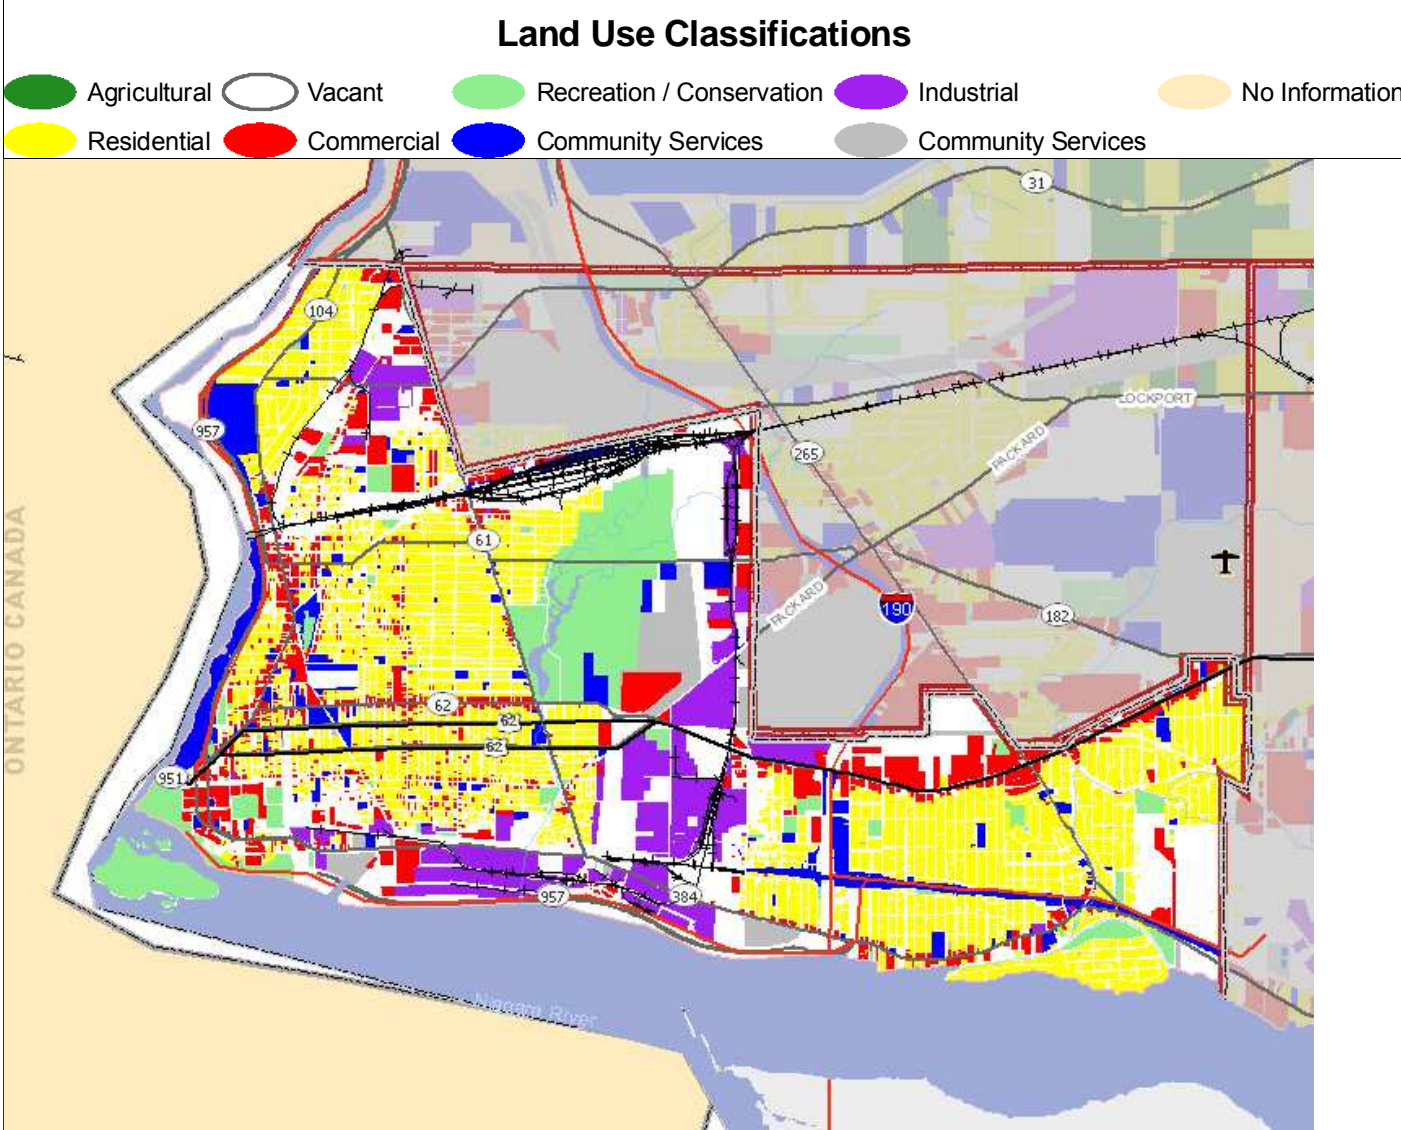 Land Use Classifications
Agricultural Vacant Recreation / Conservation Industrial No Information
Residential Commercial Community Services Community Services
31
104
LOCKPORT
957
265
PACKARD
ONTARIO CANADA
61
PACKARD
190
182
62
62
62
951
957
384
Niagara River